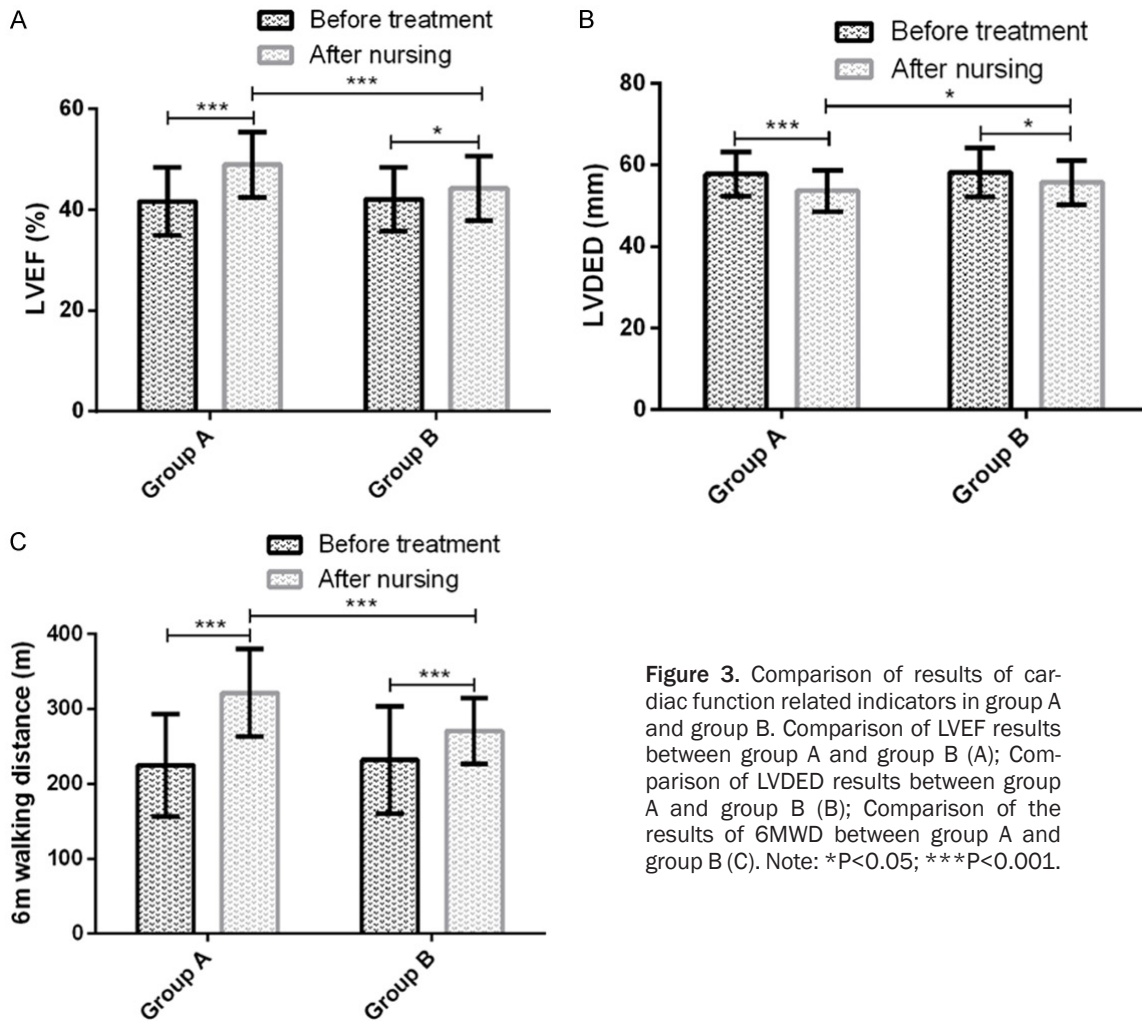 A
Before treatment
After nursing
***
***
*
60
40
20
0
LVEF (%)
Group A
Group B
B
Before treatment
After nursing
*
***
*
80
60
40
20
0
LVDED (mm)
Group A
Group B
C
Before treatment
After nursing
***
***
***
400
300
200
100
0
6m walking distance (m)
Group A
Group B
Figure 3. Comparison of results of car-
diac function related indicators in group A
and group B. Comparison of LVEF results
between group A and group B (A); Com-
parison of LVDED results between group
A and group B (B); Comparison of the
results of 6MWD between group A and
group B (C). Note: *P<0.05; ***P<0.001.